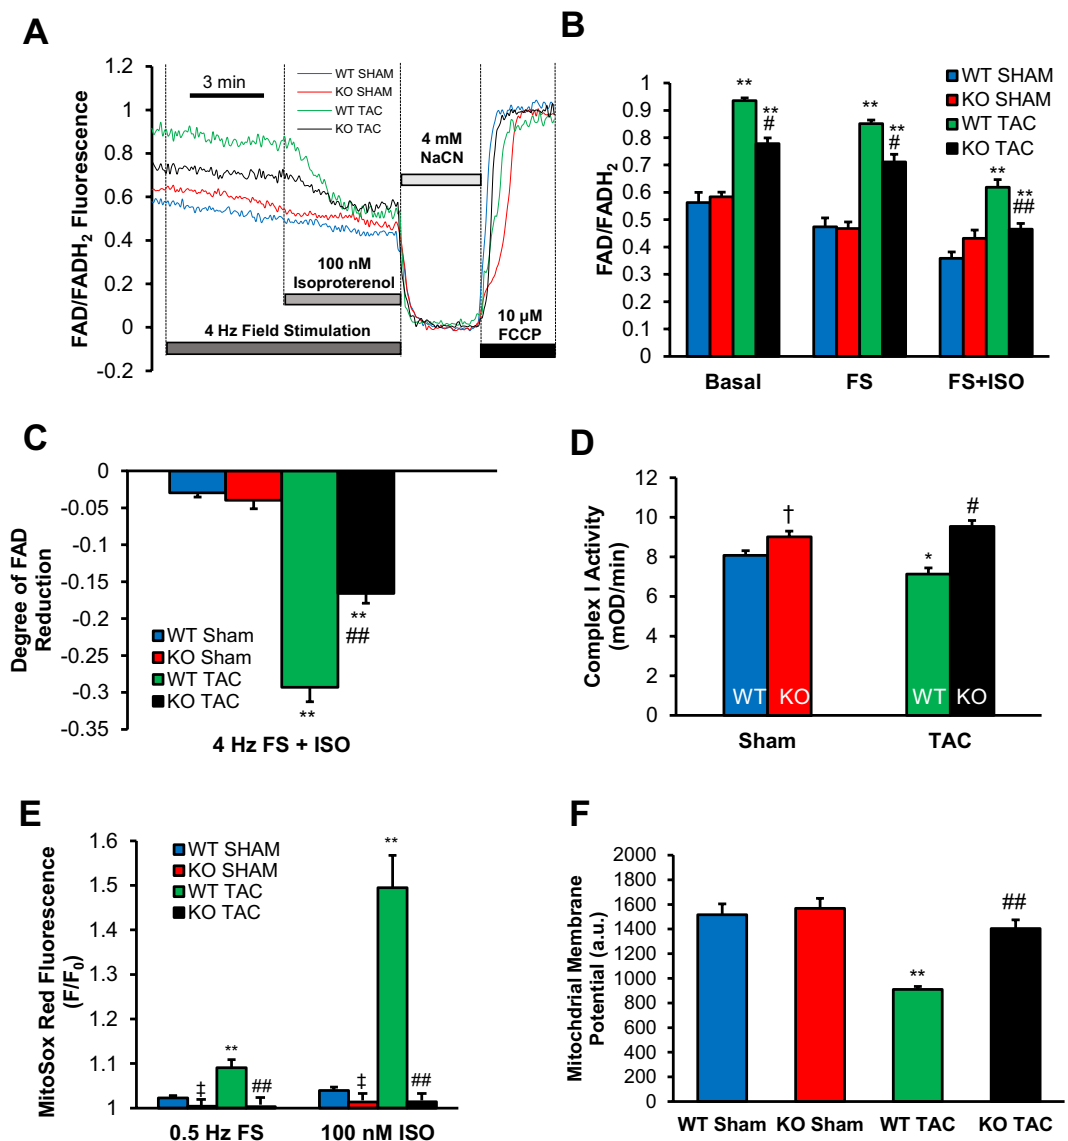 A
FAD/FADH2 Fluorescence
1.2
1
0.8
0.6
0.4
0.2
0
-0.2
3 min
WT SHAM
KO SHAM
WT TAC
KO TAC
4 mM
NaCN
100 nM
Isoproterenol
4 Hz Field Stimulation
10 µM
FCCP
B
FAD/FADH2
1
0.9
0.8
0.7
0.6
0.5
0.4
0.3
0.2
0.1
0
WT SHAM
KO SHAM
WT TAC
KO TAC
**
**
#
**
**
#
**
**
##
Basal
FS
FS+ISO
C
Degree of FAD
Reduction
0
-0.05
-0.1
-0.15
-0.2
-0.25
-0.3
-0.35
WT Sham
KO Sham
WT TAC
KO TAC
**
##
**
4 Hz FS + ISO
D
Complex I Activity
(mOD/min)
12
10
8
6
4
2
0
†
*
#
WT
KO
WT
KO
Sham
TAC
E
MitoSox Red Fluorescence
(F/F0)
1.6
1.5
1.4
1.3
1.2
1.1
1
WT SHAM
KO SHAM
WT TAC
KO TAC
‡
**
##
‡
**
##
0.5 Hz FS
100 nM ISO
F
Mitochdrial Membrane
Potential (a.u.)
2000
1800
1600
1400
1200
1000
800
600
400
200
0
**
##
WT Sham
KO Sham
WT TAC
KO TAC